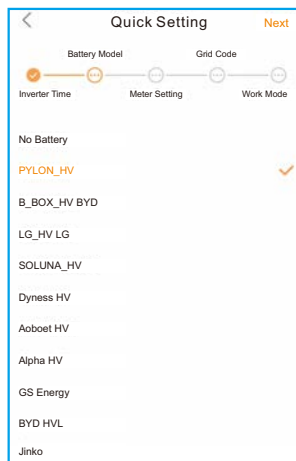 Quick Setting Next
Battery Model Grid Code
Inverter Time Meter Setting Work Mode
No Battery
PYLON_HV
B_BOX_HV BYD
LG_HV LG
SOLUNA_HV
Dyness HV
Aoboet HV
Alpha HV
GS Energy
BYD HVL
Jinko